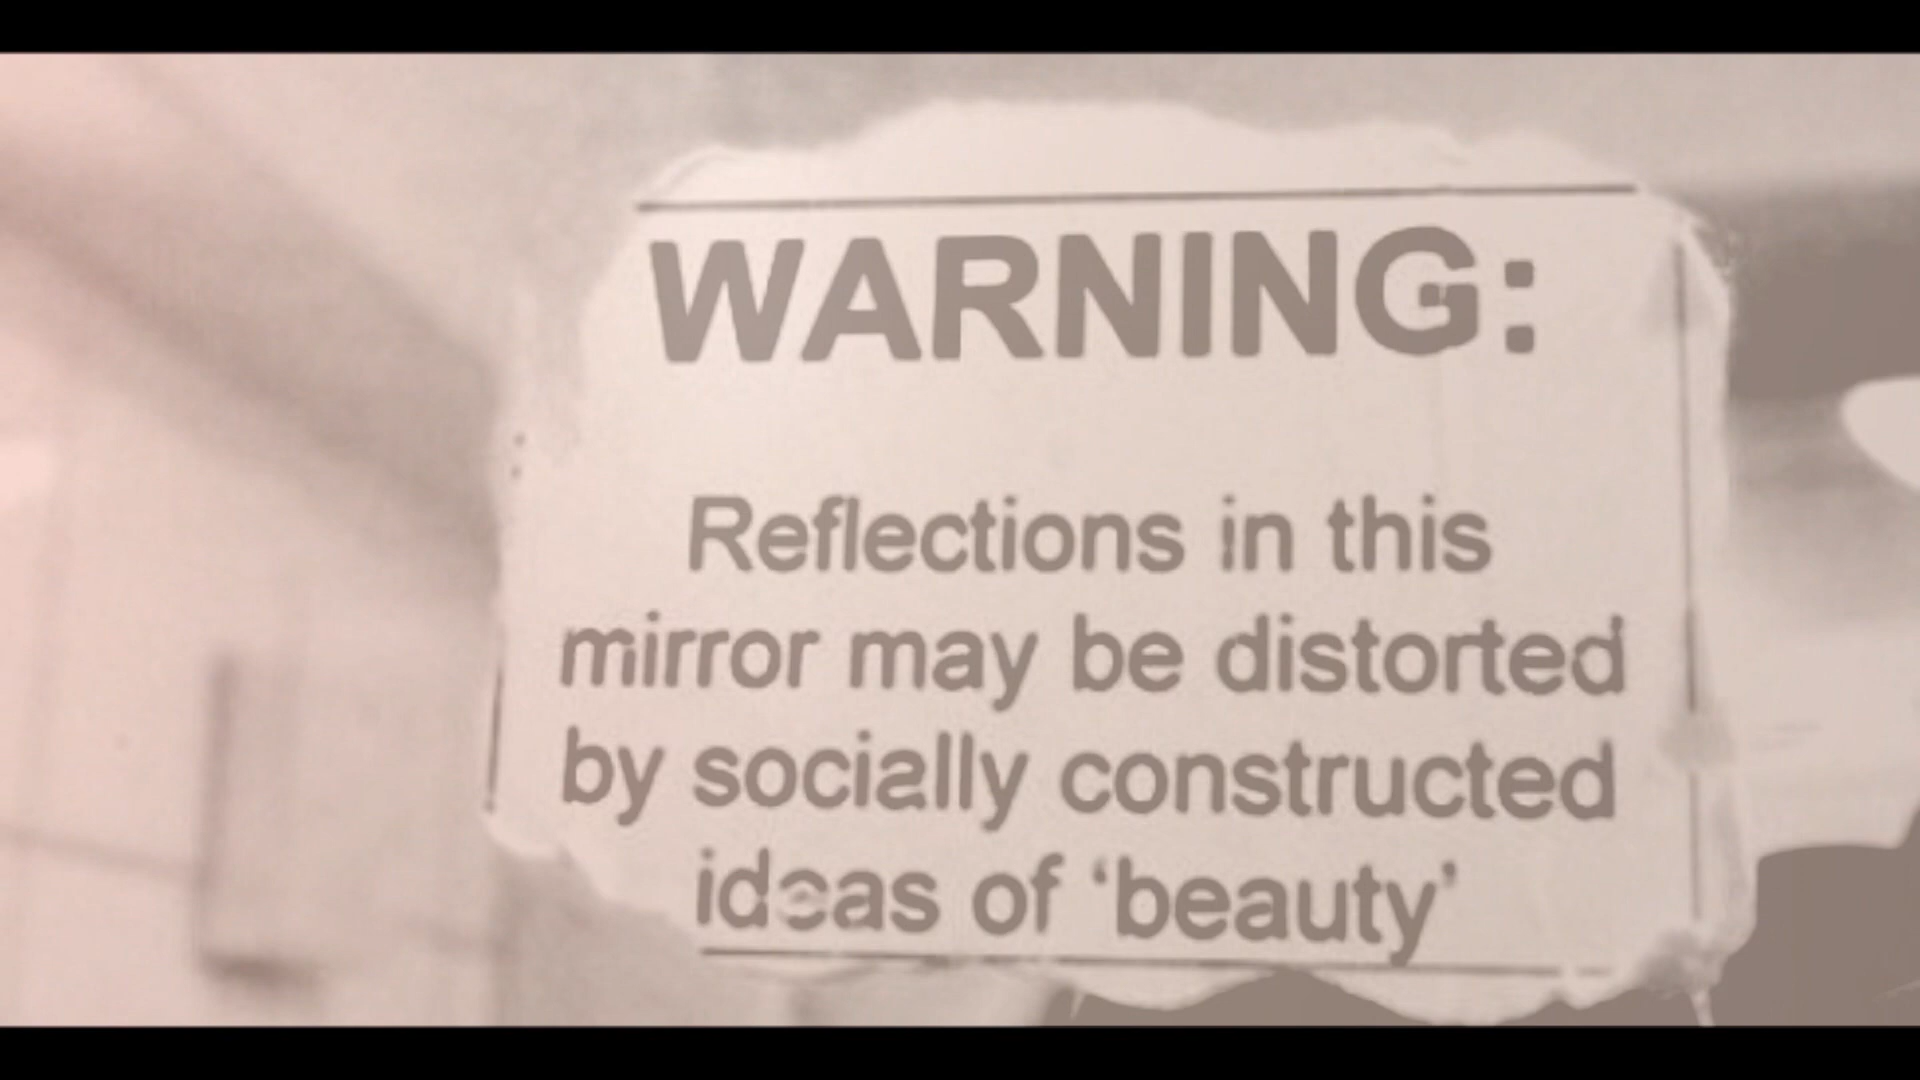 WARNING:
Reflections in this
mirror may be distorted
by socially constructed
ideas of ‘beauty’